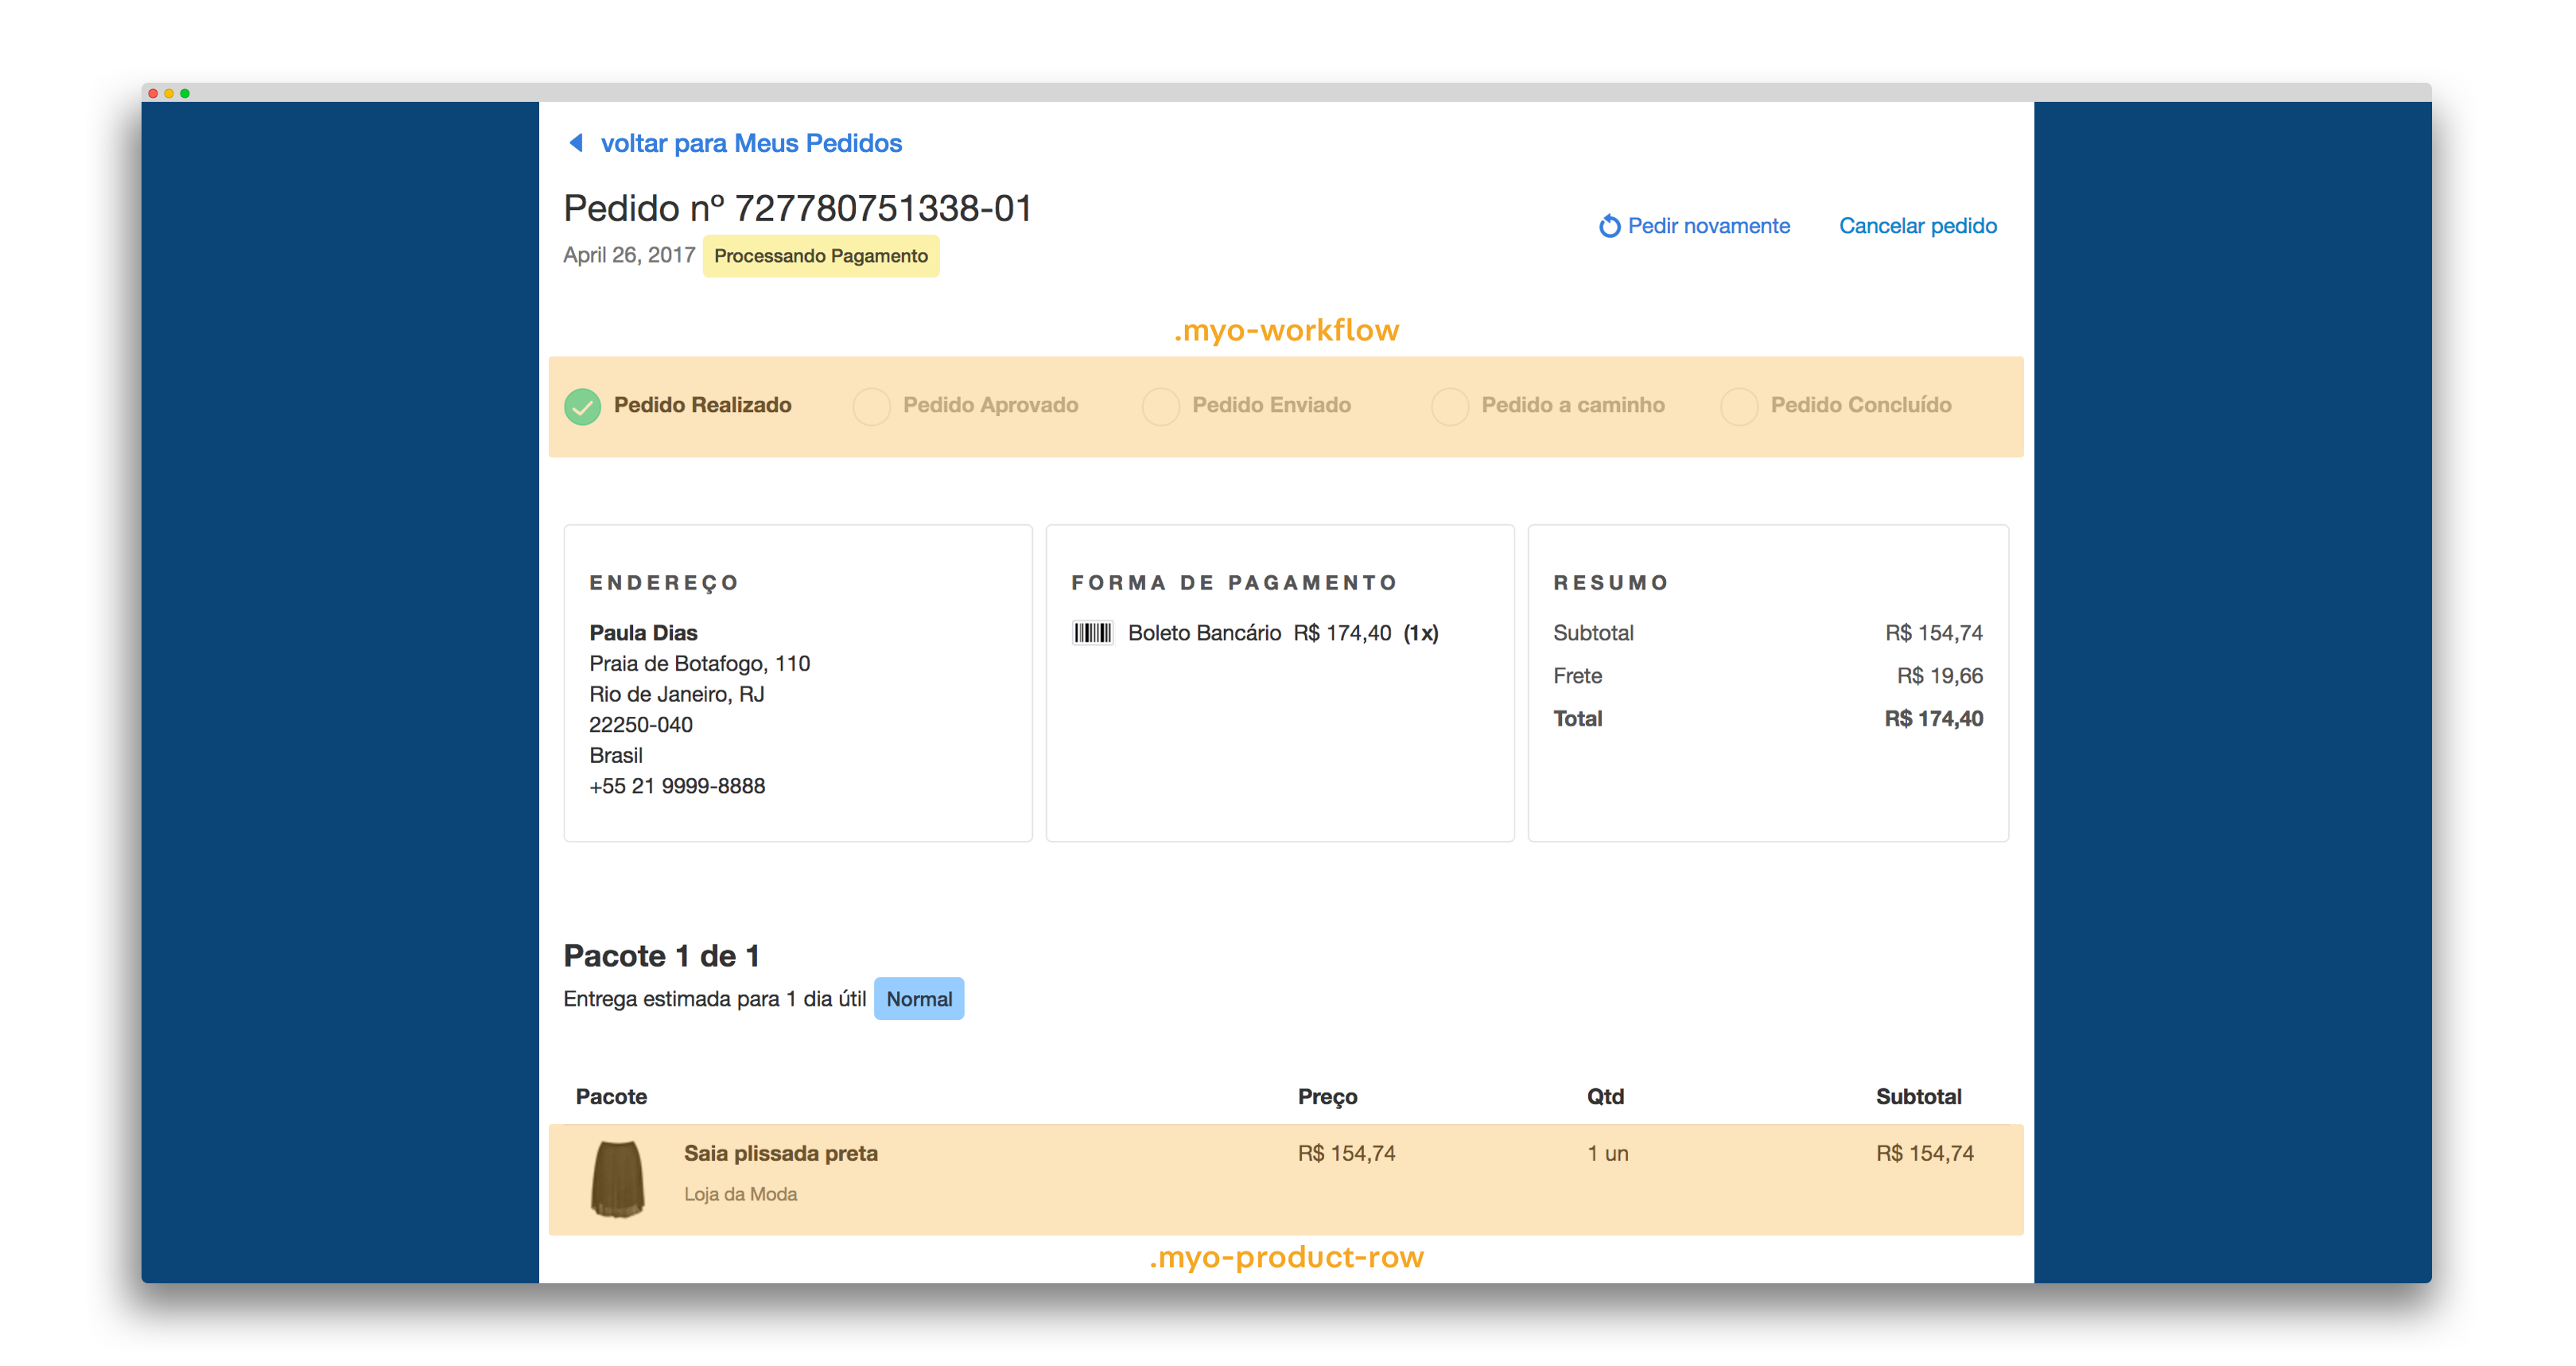 voltar para Meus Pedidos
Pedido nº 727780751338-01
April 26, 2017 Processando Pagamento
Pedir novamente Cancelar pedido
.myo-workflow
Pedido Realizado Pedido Aprovado Pedido Enviado Pedido a caminho Pedido Concluído
ENDEREÇO
Paula Dias
Praia de Botafogo, 110
Rio de Janeiro, RJ
22250-040
Brasil
+55 21 9999-8888
FORMA DE PAGAMENTO
Boleto Bancário R$ 174,40 (1x)
RESUMO
Subtotal R$ 154,74
Frete R$ 19,66
Total R$ 174,40
Pacote 1 de 1
Entrega estimada para 1 dia útil Normal
Pacote Preço Qtd Subtotal
Saia plissada preta R$ 154,74 1 un R$ 154,74
Loja da Moda
.myo-product-row